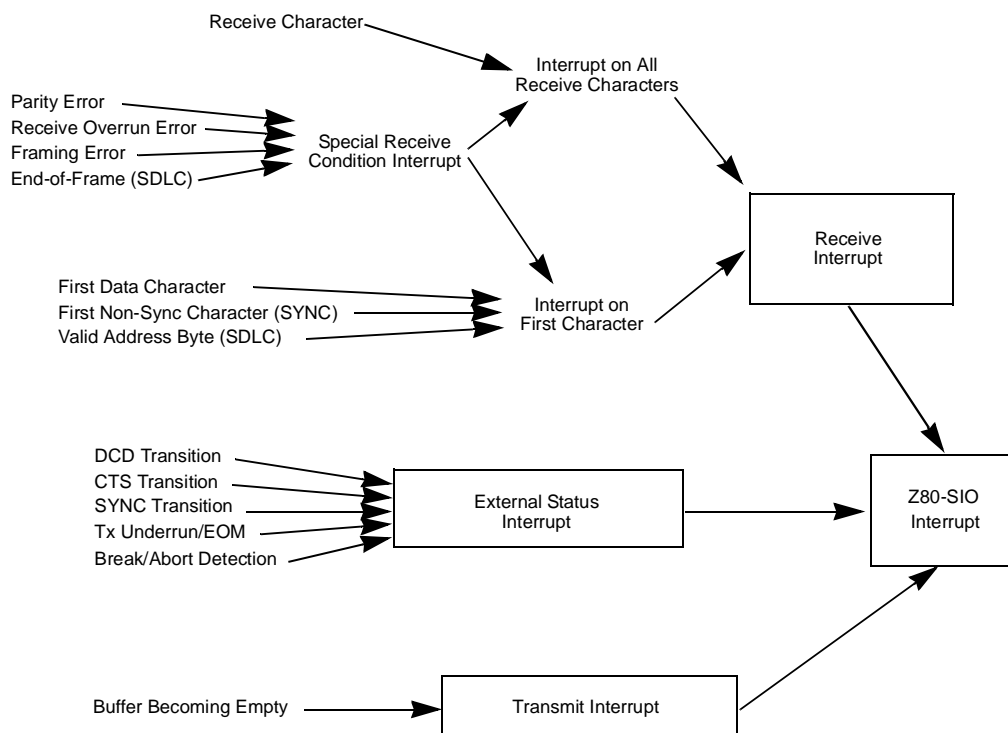 Receive Character
Interrupt on All
Receive Characters
Parity Error
Receive Overrun Error
Framing Error
End-of-Frame (SDLC)
Special Receive
Condition Interrupt
Receive
Interrupt
First Data Character
First Non-Sync Character (SYNC)
Valid Address Byte (SDLC)
Interrupt on
First Character
DCD Transition
CTS Transition
SYNC Transition
Tx Underrun/EOM
Break/Abort Detection
External Status
Interrupt
Z80-SIO
Interrupt
Buffer Becoming Empty
Transmit Interrupt